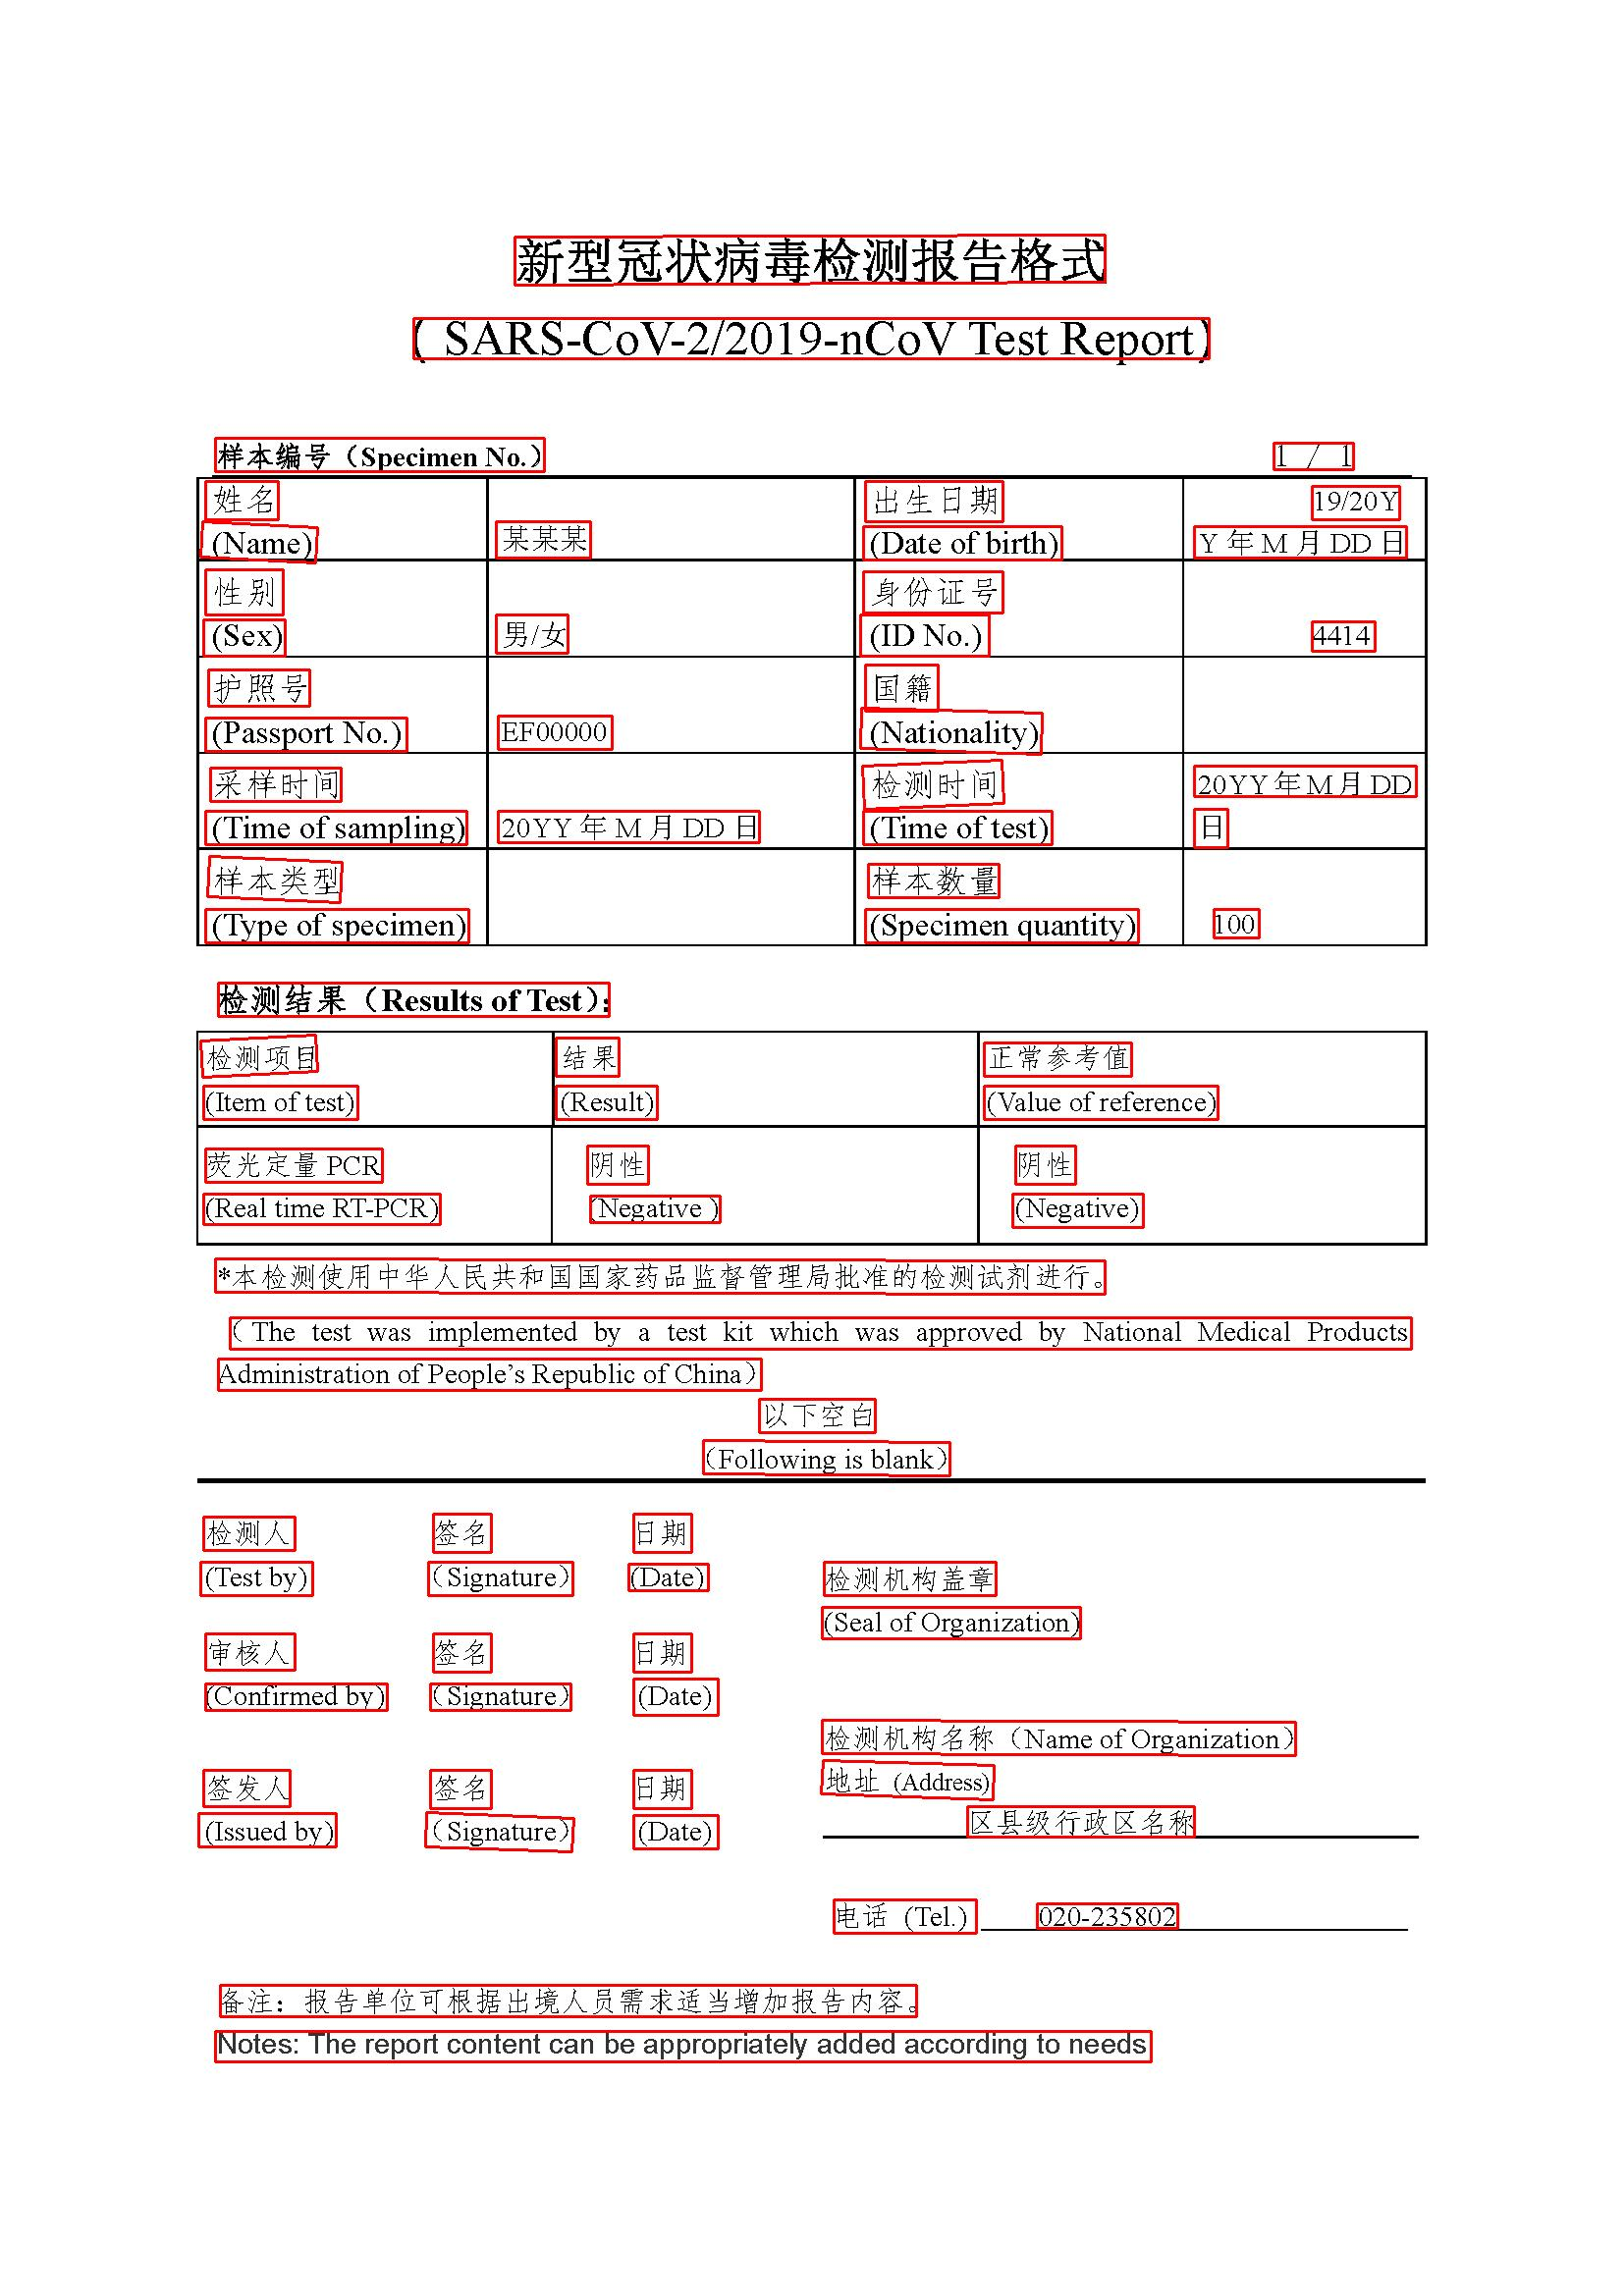 新型冠状病毒检测报告格式
（ SARS-CoV-2/2019-nCoV Test Report）
样本编号（Specimen No.） 1 / 1
姓名 出生日期 19/20Y
(Name) 某某某 (Date of birth) Y 年 M 月 DD 日
性别 身份证号
(Sex) 男/女 (ID No.) 4414
护照号 国籍
(Passport No.) EF00000 (Nationality)
采样时间 检测时间 20YY 年 M 月 DD
(Time of sampling) 20YY 年 M 月 DD 日 (Time of test) 日
样本类型 样本数量
(Type of specimen) (Specimen quantity) 100
检测结果（Results of Test）:
检测项目 结果 正常参考值
(Item of test) (Result) (Value of reference)
荧光定量 PCR 阴性 阴性
(Real time RT-PCR) (Negative ) (Negative)
*本检测使用中华人民共和国国家药品监督管理局批准的检测试剂进行。
（The test was implemented by a test kit which was approved by National Medical Products
Administration of People’s Republic of China）
以下空白
（Following is blank）
检测人 签名 日期
(Test by) （Signature） (Date) 检测机构盖章
(Seal of Organization)
审核人 签名 日期
(Confirmed by) （Signature） (Date)
检测机构名称（Name of Organization）
签发人 签名 日期 地址 (Address)
(Issued by) （Signature） (Date) 区县级行政区名称
电话 (Tel.) 020-235802
备注：报告单位可根据出境人员需求适当增加报告内容。
Notes: The report content can be appropriately added according to needs